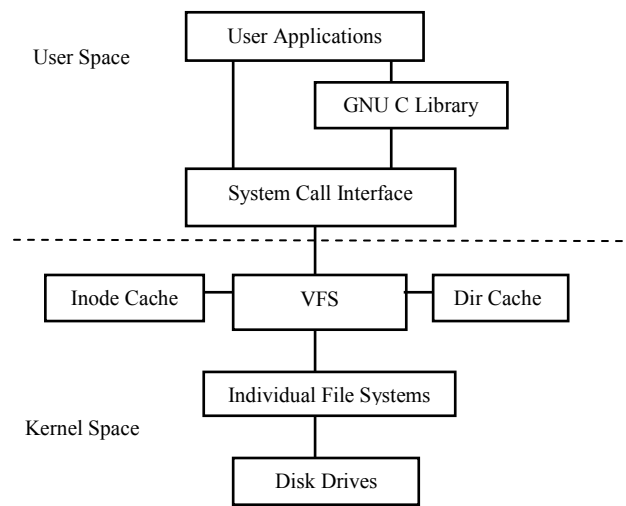 User Applications
User Space
GNU C Library
System Call Interface
Inode Cache
VFS
Dir Cache
Individual File Systems
Kernel Space
Disk Drives